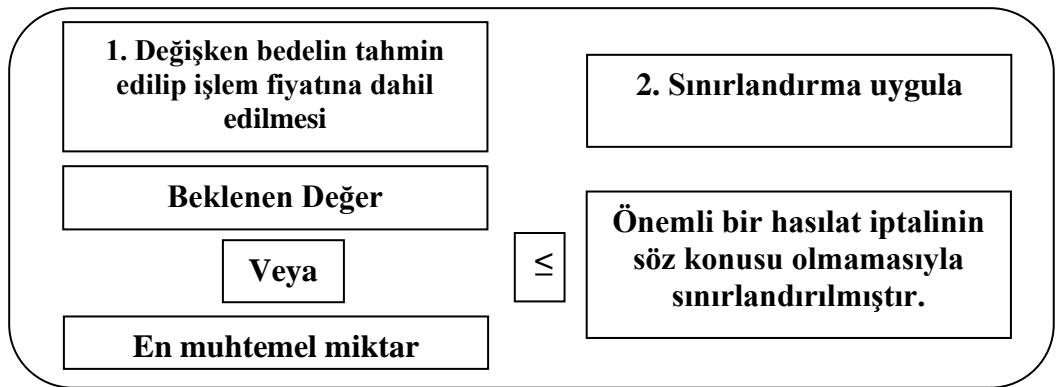 1. Değişken bedelin tahmin
edilip işlem fiyatına dahil
edilmesi
2. Sınırlandırma uygula
Beklenen Değer
Veya
En muhtemel miktar
≤
Önemli bir hasılat iptalinin
söz konusu olmamasıyla
sınırlandırılmıştır.